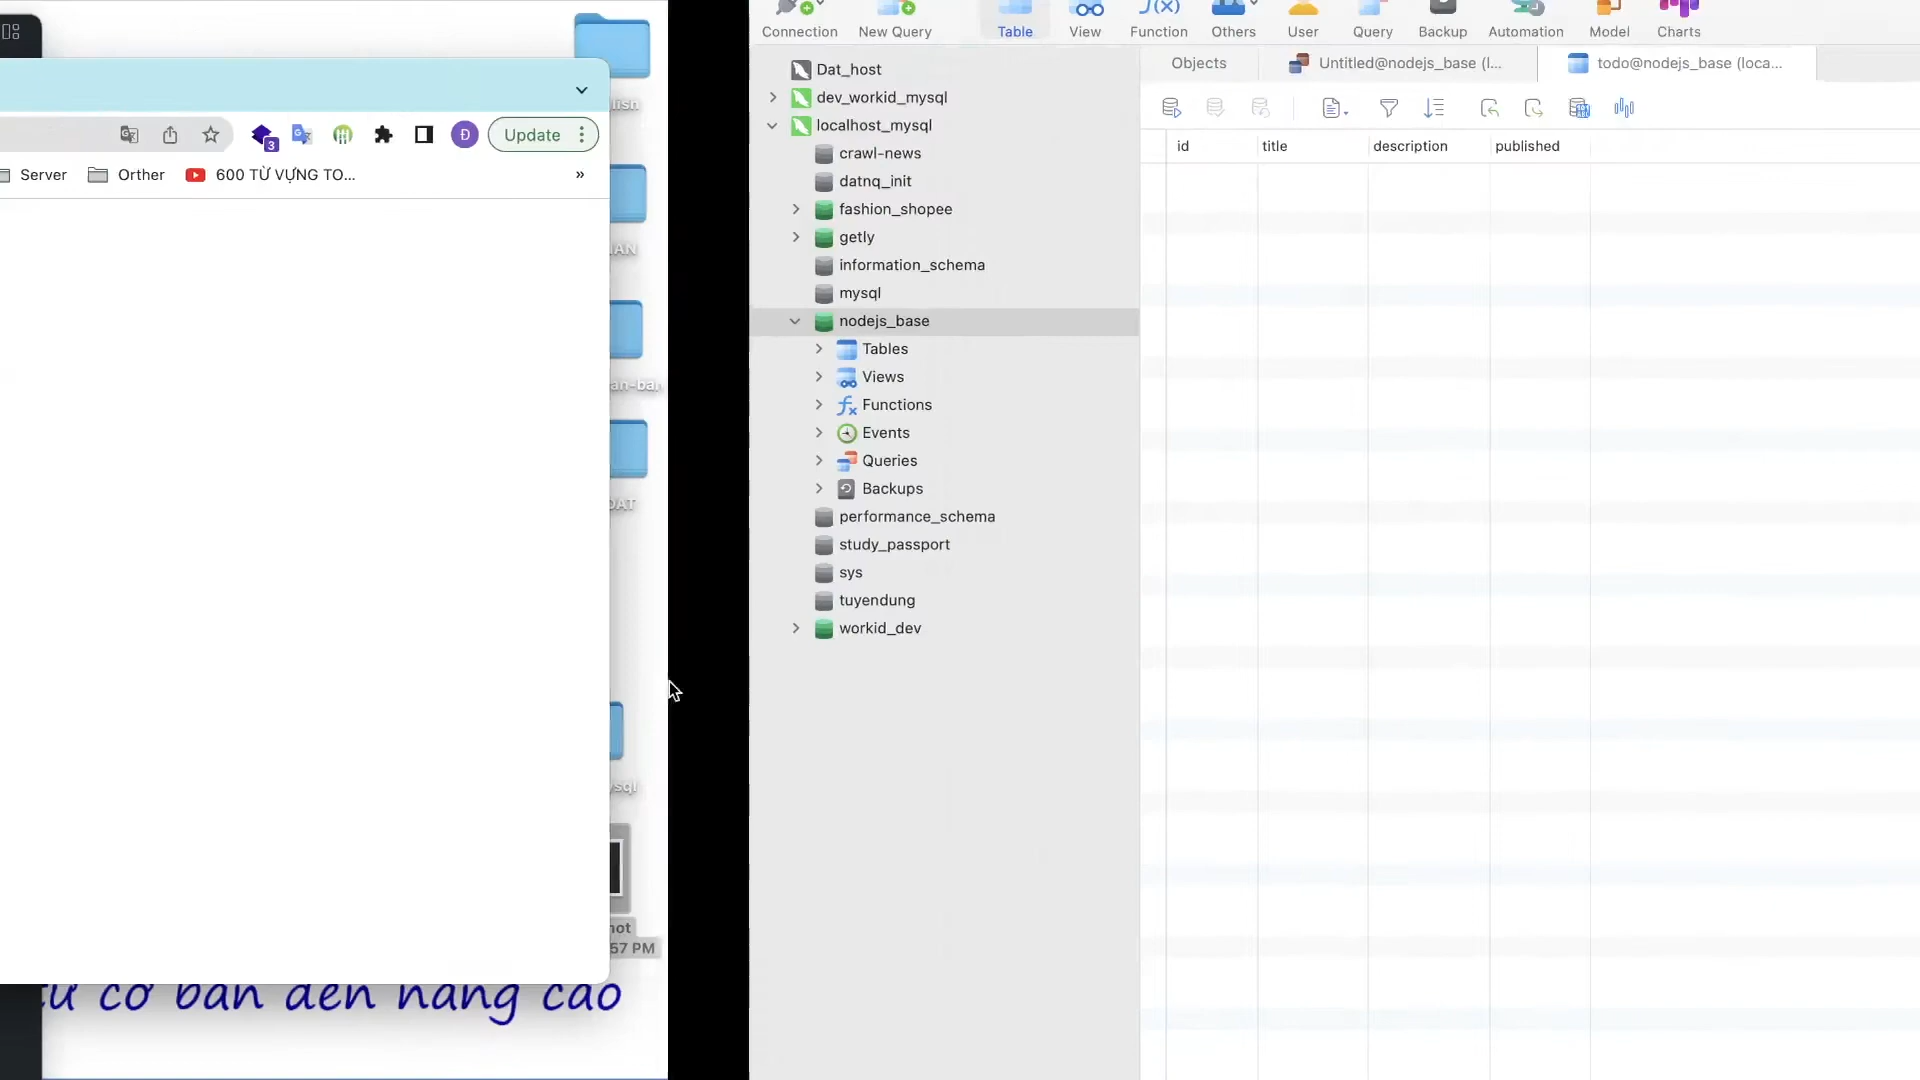 Update
3
Đ
Server
Orther
600 TỪ VỰNG TO...
»
57 PM
cơ bản đến nâng cao
Connection
New Query
Table
View
Function
Others
User
Query
Backup
Automation
Model
Charts
Dat_host
dev_workid_mysql
localhost_mysql
crawl-news
datnq_init
fashion_shopee
getly
information_schema
mysql
nodejs_base
Tables
Views
Functions
Events
Queries
Backups
performance_schema
study_passport
sys
tuyendung
workid_dev
Objects
Untitled@nodejs_base (l...
todo@nodejs_base (loca...
id
title
description
published